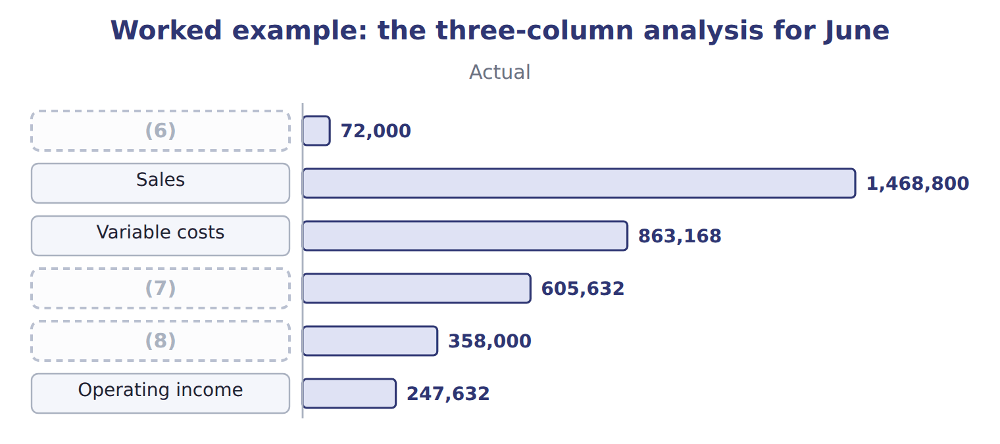 Worked example: the three-column analysis for June
Actual
(6) 72,000
Sales 1,468,800
Variable costs 863,168
(7) 605,632
(8) 358,000
Operating income 247,632